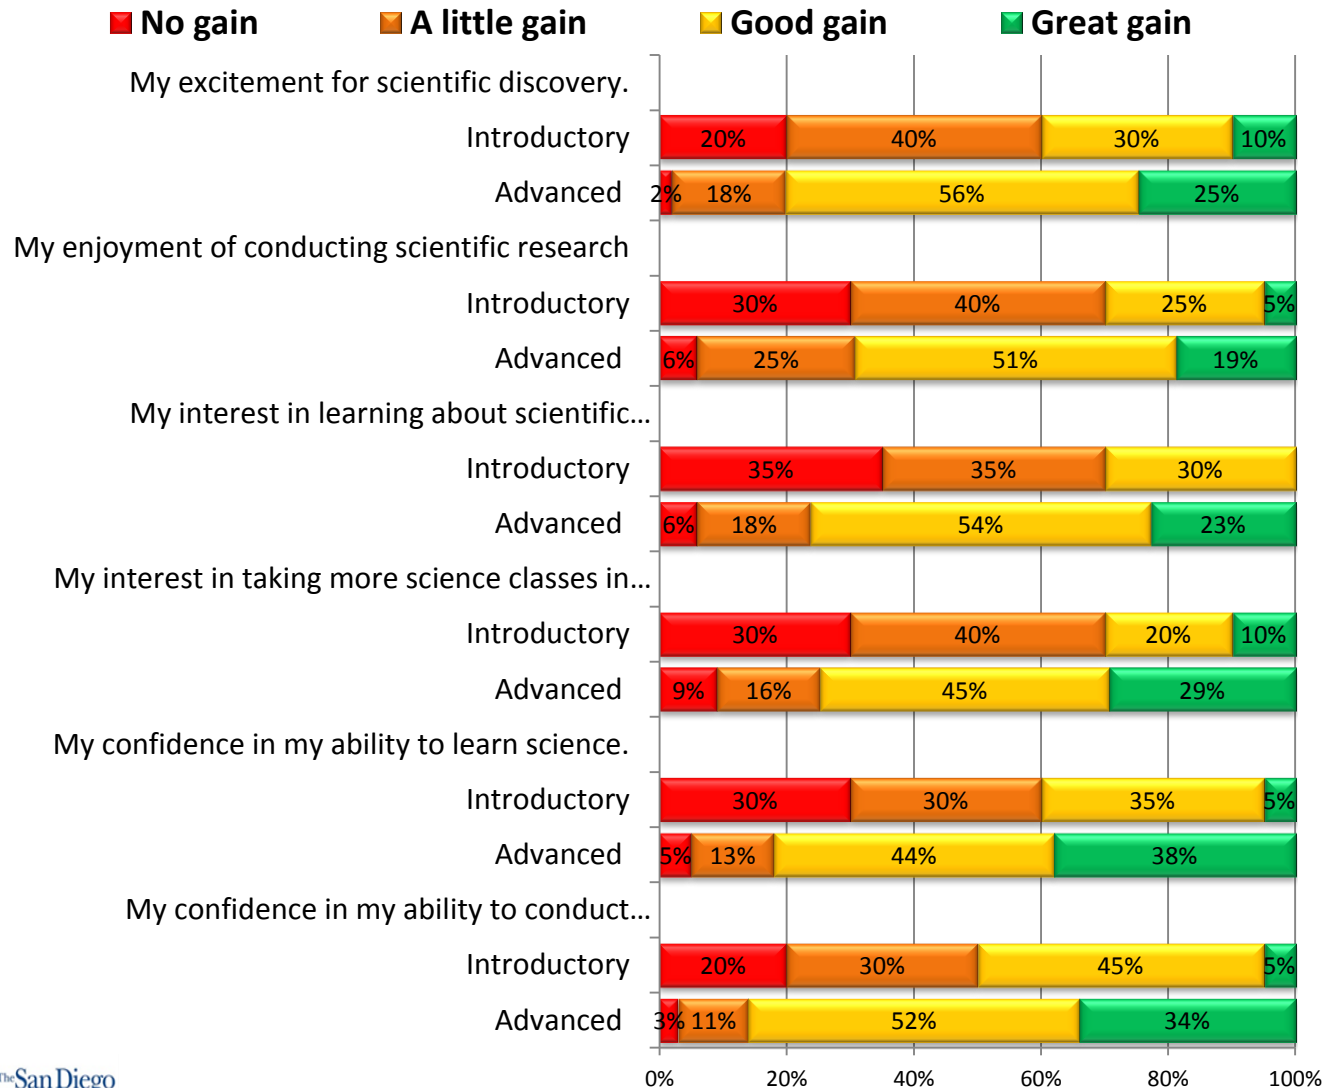 No gain A little gain Good gain Great gain
My excitement for scientific discovery.
Introductory 20% 40% 30% 10%
Advanced 2% 18% 56% 25%
My enjoyment of conducting scientific research
Introductory 30% 40% 25% 5%
Advanced 6% 25% 51% 19%
My interest in learning about scientific...
Introductory 35% 35% 30%
Advanced 6% 18% 54% 23%
My interest in taking more science classes in...
Introductory 30% 40% 20% 10%
Advanced 9% 16% 45% 29%
My confidence in my ability to learn science.
Introductory 30% 30% 35% 5%
Advanced 5% 13% 44% 38%
My confidence in my ability to conduct...
Introductory 20% 30% 45% 5%
Advanced 3% 11% 52% 34%
0% 20% 40% 60% 80% 100%
The San Diego